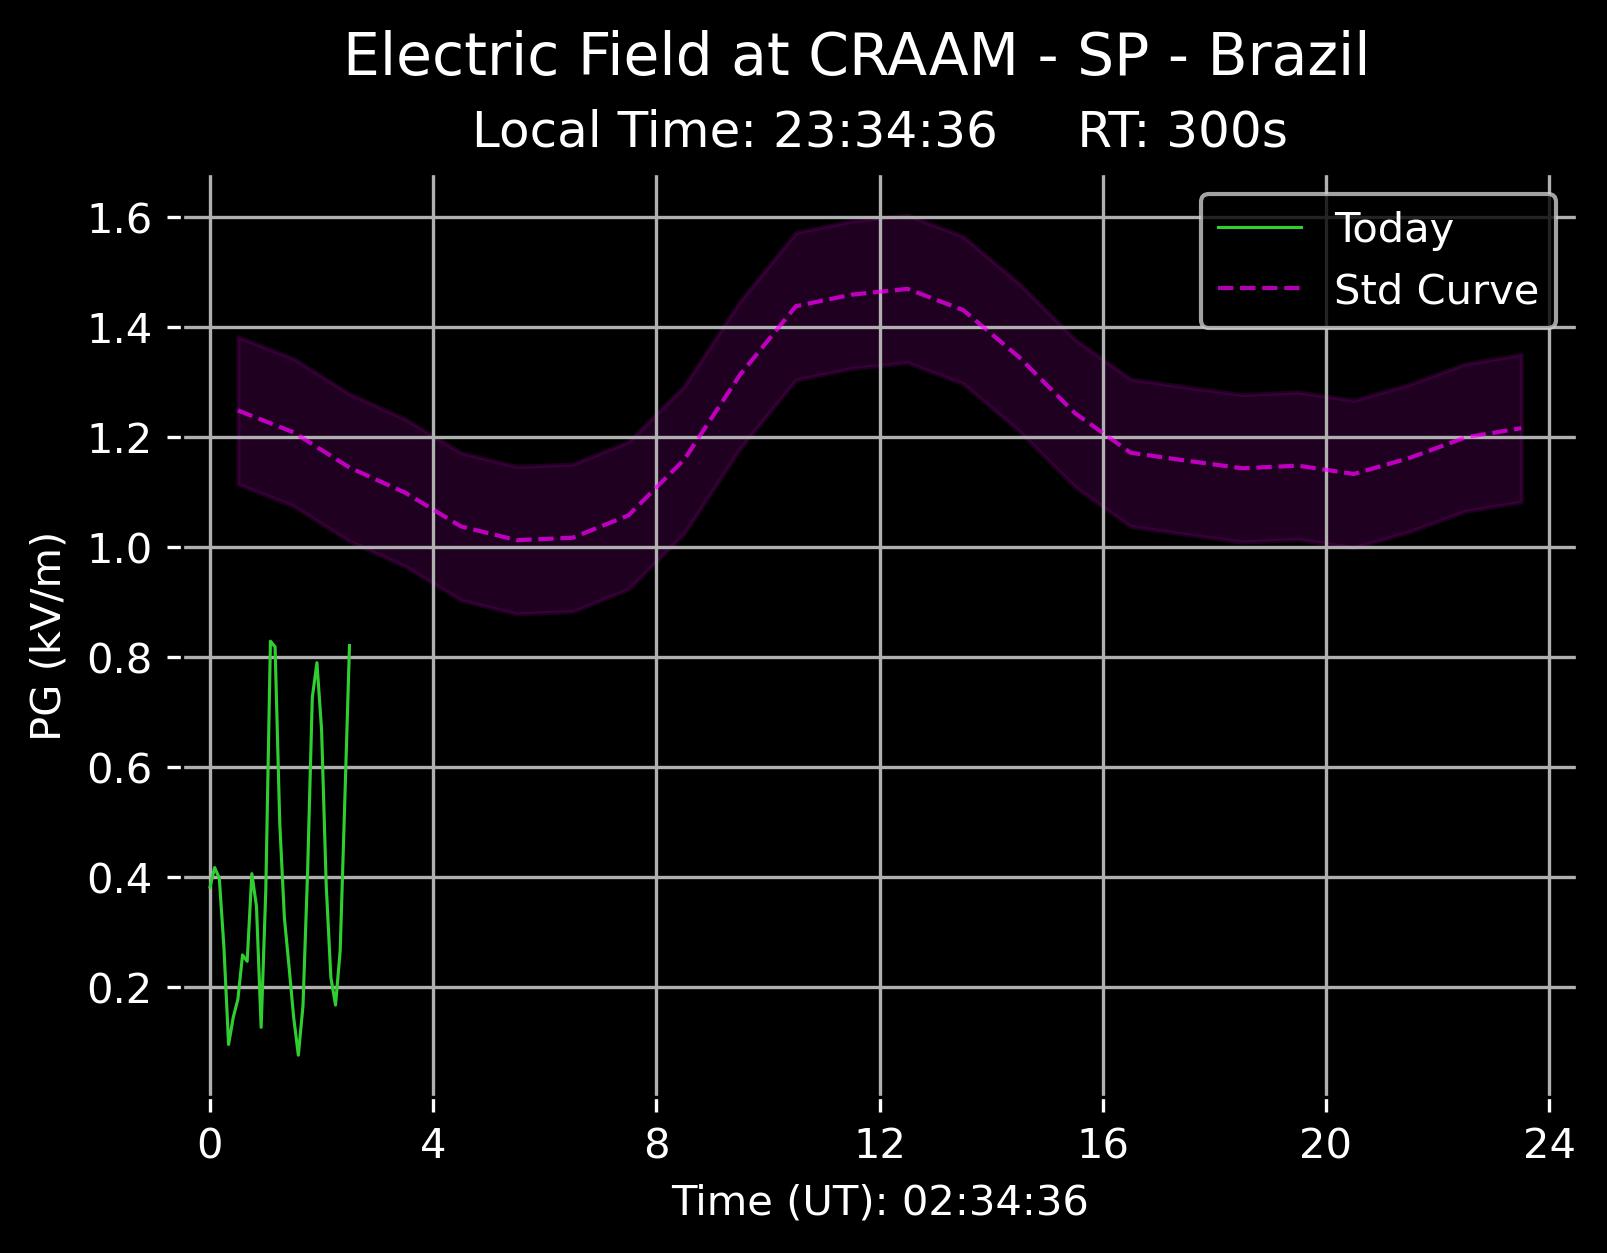 Electric Field at CRAAM - SP - Brazil
Local Time: 23:34:36 RT: 300s
Today
Std Curve
PG (kV/m)
1.6
1.4
1.2
1.0
0.8
0.6
0.4
0.2
0 4 8 12 16 20 24
Time (UT): 02:34:36